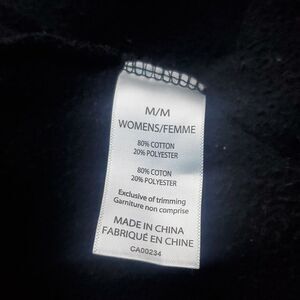 M/M
WOMENS/FEMME
80% COTTON
20% POLYESTER
80% COTON
20% POLYESTER
Exclusive of trimming
Garniture non comprise
MADE IN CHINA
FABRIQUÉ EN CHINE
CA00234